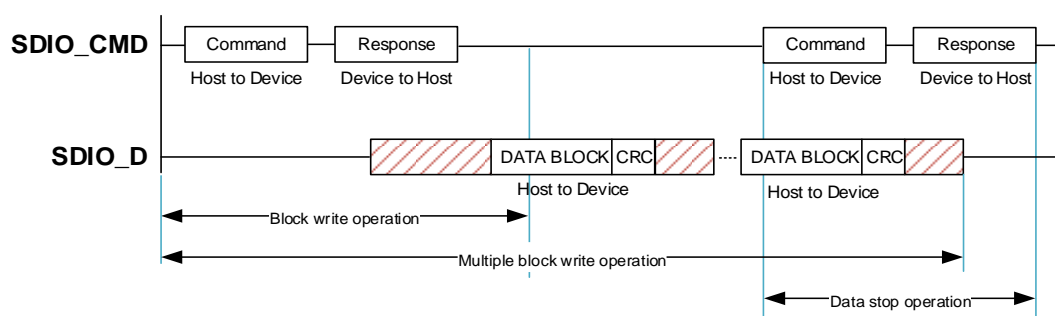 SDIO_CMD Command Response Command Response
Host to Device Device to Host Host to Device Device to Host
SDIO_D DATA BLOCK CRC DATA BLOCK CRC
Host to Device Host to Device
Block write operation
Multiple block write operation
Data stop operation